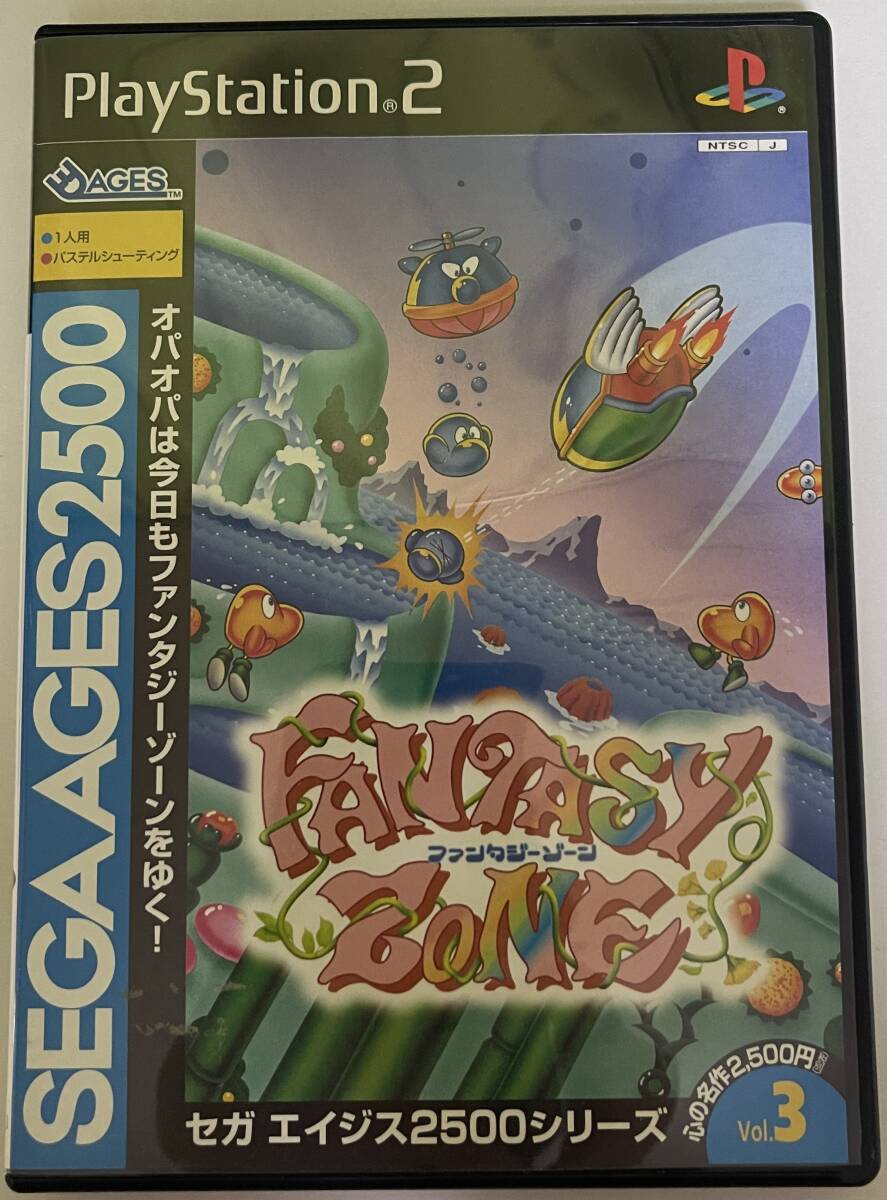 PlayStation®2
NTSC J
AGES™
●1人用
●パステルシューティング
SEGA AGES 2500
オパオパは今日もファンタジーゾーンをゆく!
FANTASY
ファンタジーゾーン
ZONE
心の名作2,500円
Vol.3
セガ エイジス2500シリーズ